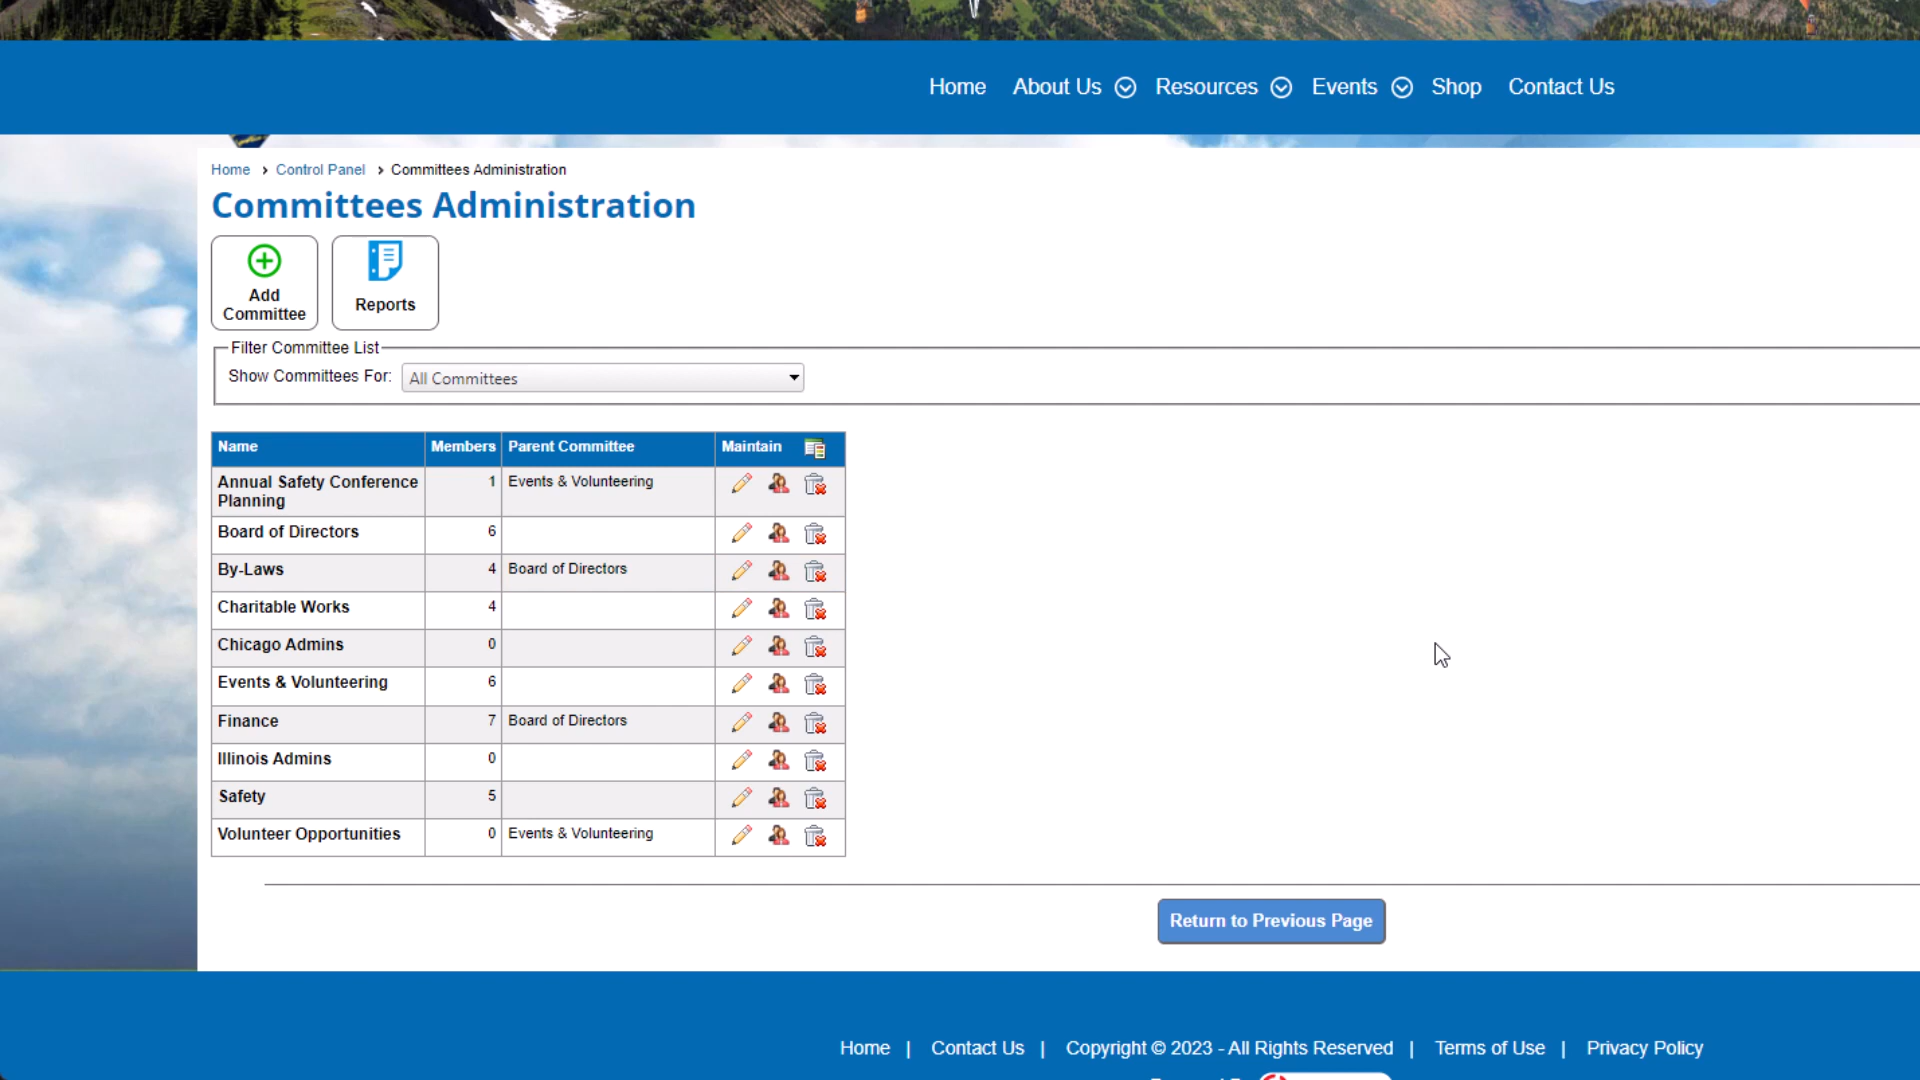 Home About Us Resources Events Shop Contact Us
Home › Control Panel › Committees Administration
Committees Administration
Add Committee
Reports
Filter Committee List
Show Committees For: All Committees
Name Members Parent Committee Maintain
Annual Safety Conference Planning 1 Events & Volunteering
Board of Directors 6
By-Laws 4 Board of Directors
Charitable Works 4
Chicago Admins 0
Events & Volunteering 6
Finance 7 Board of Directors
Illinois Admins 0
Safety 5
Volunteer Opportunities 0 Events & Volunteering
Return to Previous Page
Home | Contact Us | Copyright © 2023 - All Rights Reserved | Terms of Use | Privacy Policy